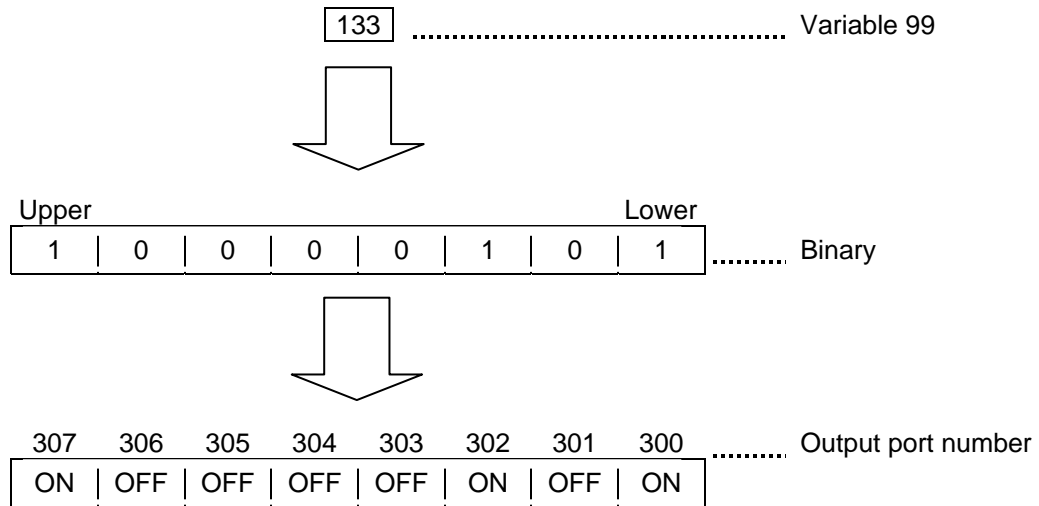 133 Variable 99
Upper Lower
1 0 0 0 0 1 0 1 Binary
307 306 305 304 303 302 301 300 Output port number
ON OFF OFF OFF OFF ON OFF ON